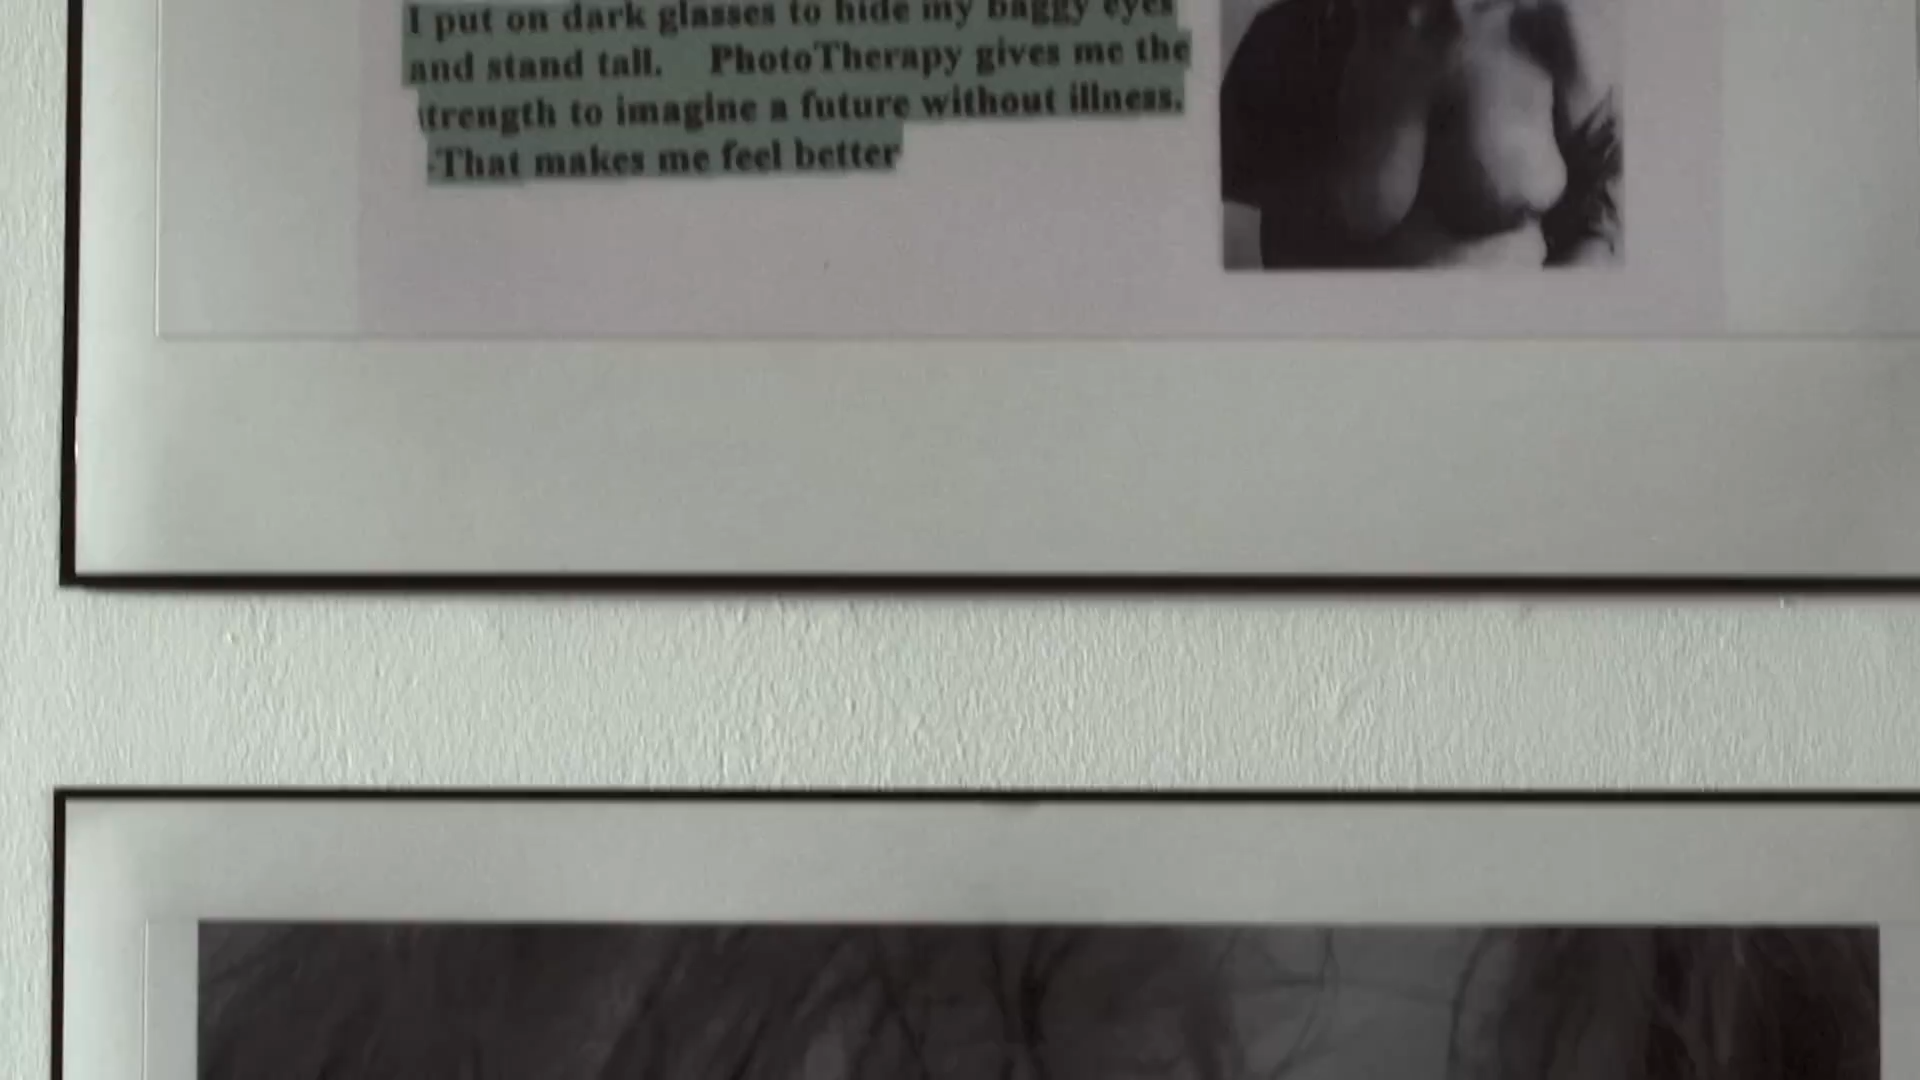 I put on dark glasses to hide my baggy eyes
and stand tall. PhotoTherapy gives me the
trength to imagine a future without illness.
-That makes me feel better